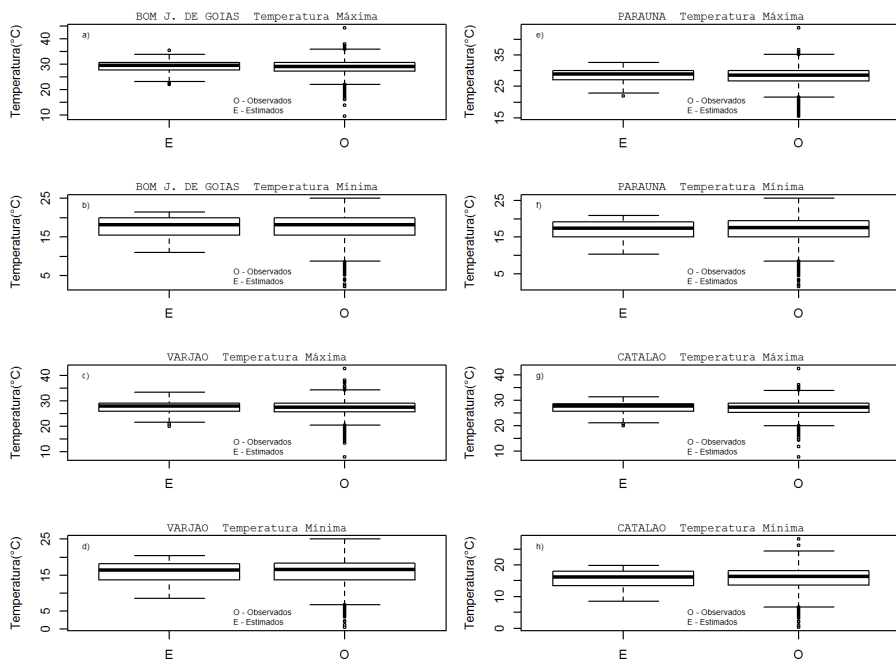 BOM J. DE GOIAS  Temperatura Máxima
a)
Temperatura(°C)
10 20 30 40
O - Observados
E - Estimados
E O
BOM J. DE GOIAS  Temperatura Mínima
b)
Temperatura(°C)
5 15 25
O - Observados
E - Estimados
E O
VARJAO  Temperatura Máxima
c)
Temperatura(°C)
10 20 30 40
O - Observados
E - Estimados
E O
VARJAO  Temperatura Mínima
d)
Temperatura(°C)
0 5 15 25
O - Observados
E - Estimados
E O
PARAUNA  Temperatura Máxima
e)
Temperatura(°C)
15 25 35
O - Observados
E - Estimados
E O
PARAUNA  Temperatura Mínima
f)
Temperatura(°C)
5 15 25
O - Observados
E - Estimados
E O
CATALAO  Temperatura Máxima
g)
Temperatura(°C)
10 20 30 40
O - Observados
E - Estimados
E O
CATALAO  Temperatura Mínima
h)
Temperatura(°C)
0 10 20
O - Observados
E - Estimados
E O